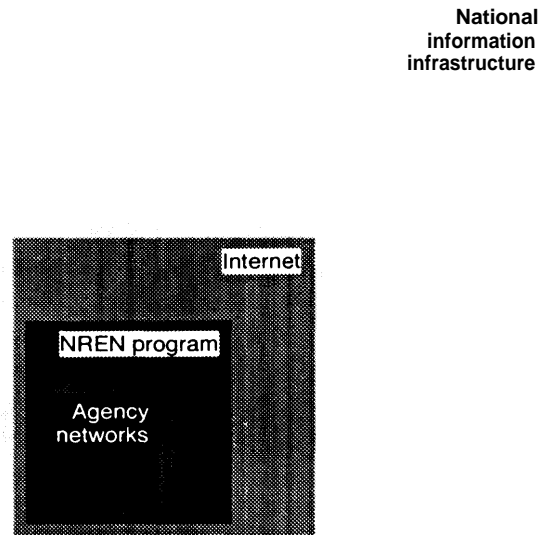 National
information
infrastructure
Internet
NREN program
Agency
networks